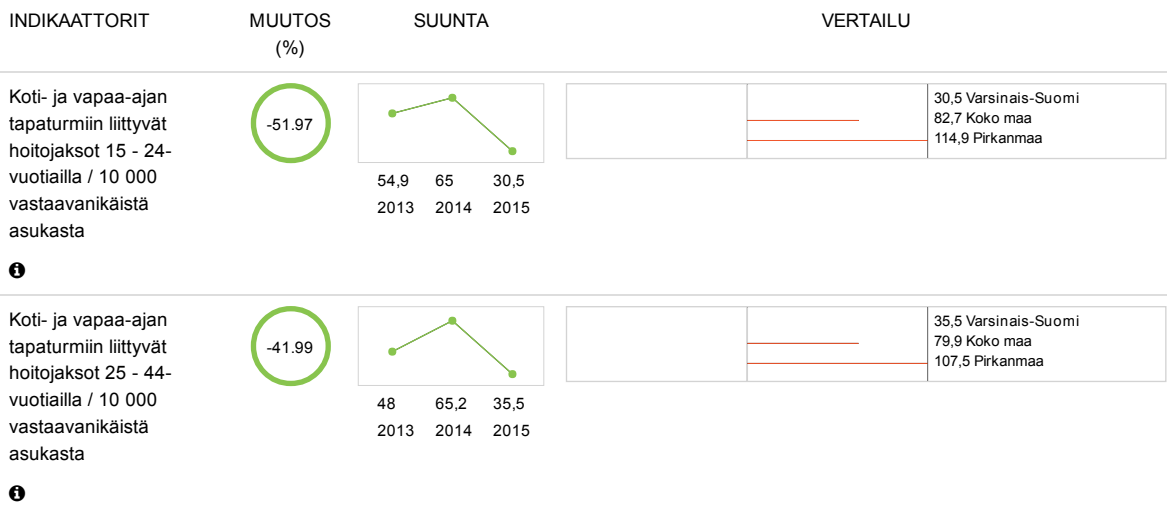 INDIKAATTORIT
MUUTOS
(%)
SUUNTA
VERTAILU
Koti- ja vapaa-ajan
tapaturmiin liittyvät
hoitojaksot 15 - 24-
vuotiailla / 10 000
vastaavanikäistä
asukasta
-51.97
54,9 65 30,5
2013 2014 2015
30,5 Varsinais-Suomi
82,7 Koko maa
114,9 Pirkanmaa
Koti- ja vapaa-ajan
tapaturmiin liittyvät
hoitojaksot 25 - 44-
vuotiailla / 10 000
vastaavanikäistä
asukasta
-41.99
48 65,2 35,5
2013 2014 2015
35,5 Varsinais-Suomi
79,9 Koko maa
107,5 Pirkanmaa